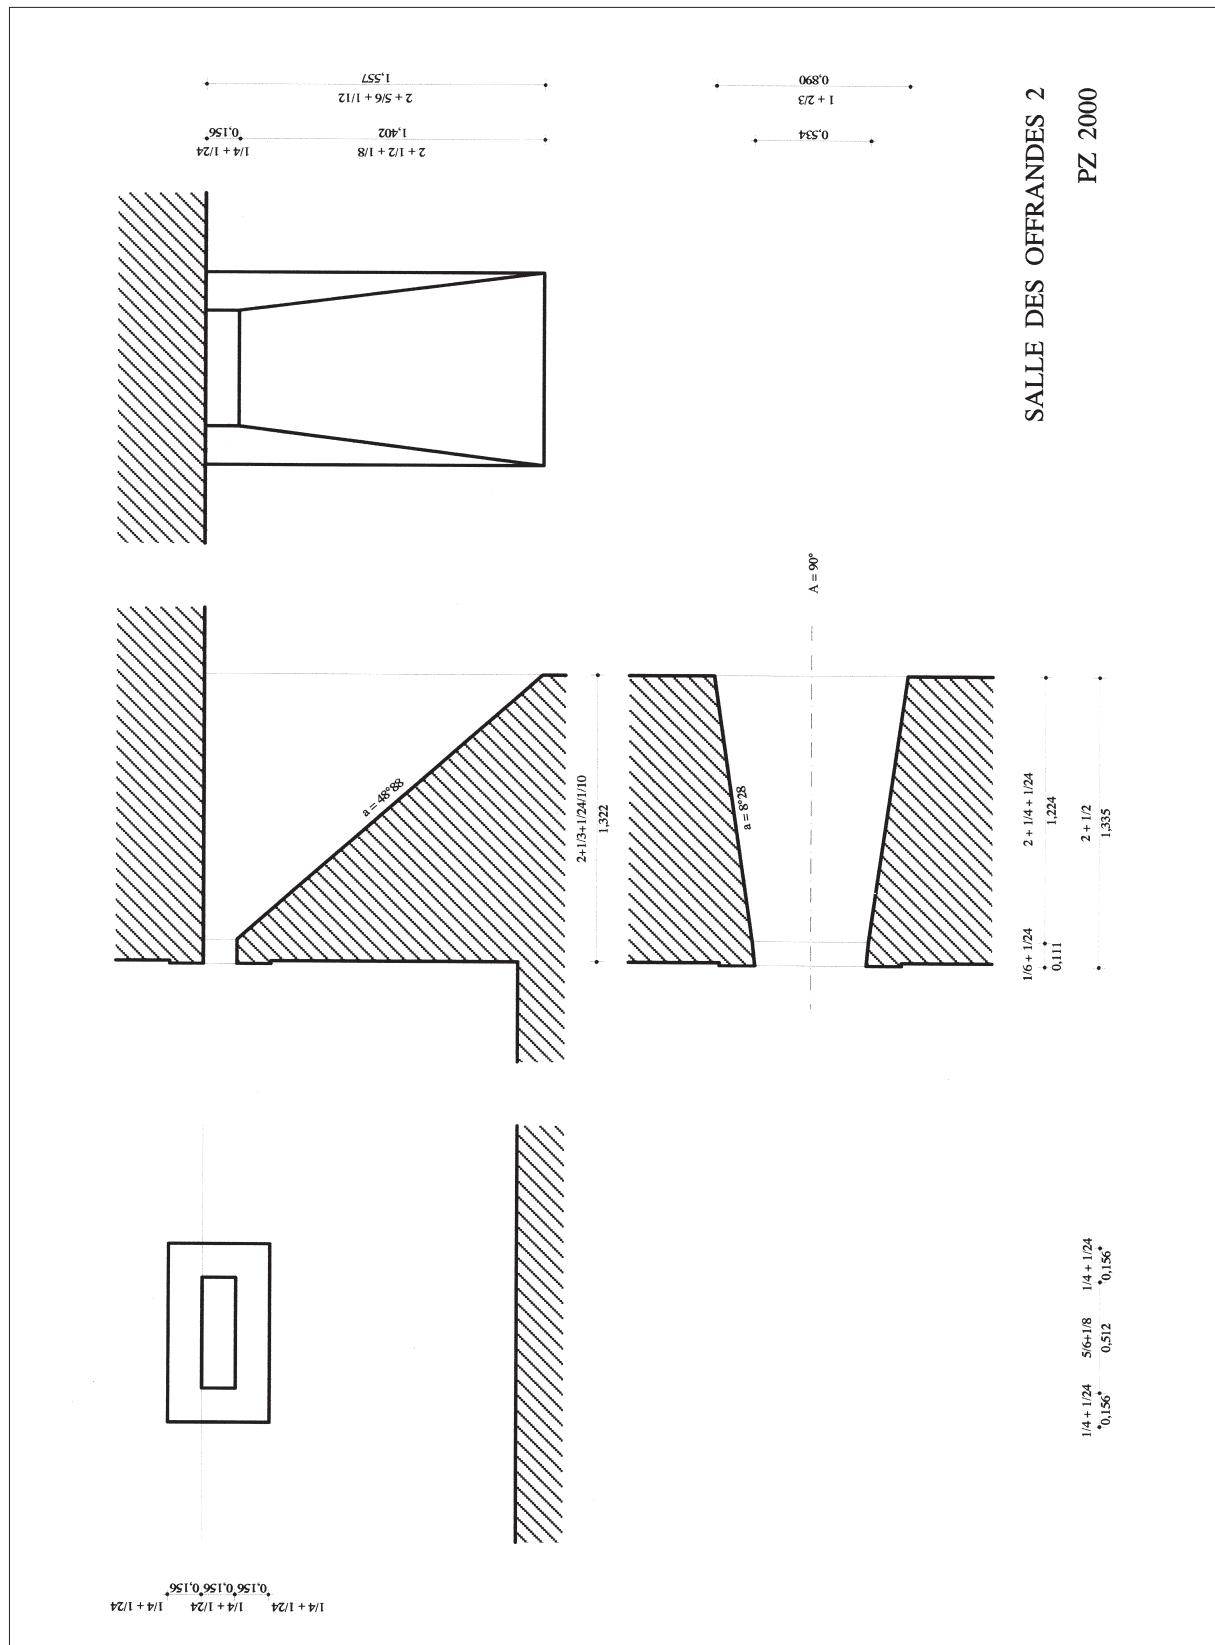 1,557
2 + 5/6 + 1/12
0,156
1,402
1/4 + 1/24
2 + 1/2 + 1/8
0,890
1 + 2/3
0,534
SALLE DES OFFRANDES 2
PZ 2000
a = 48°88
2+1/3+1/24/1/10
1,322
A = 90°
a = 8°28
1/6 + 1/24
0,111
2 + 1/4 + 1/24
1,224
2 + 1/2
1,335
1/4 + 1/24
0,156
5/6+1/8
0,512
1/4 + 1/24
0,156
0,156
0,156
0,156
1/4 + 1/24
1/4 + 1/24
1/4 + 1/24